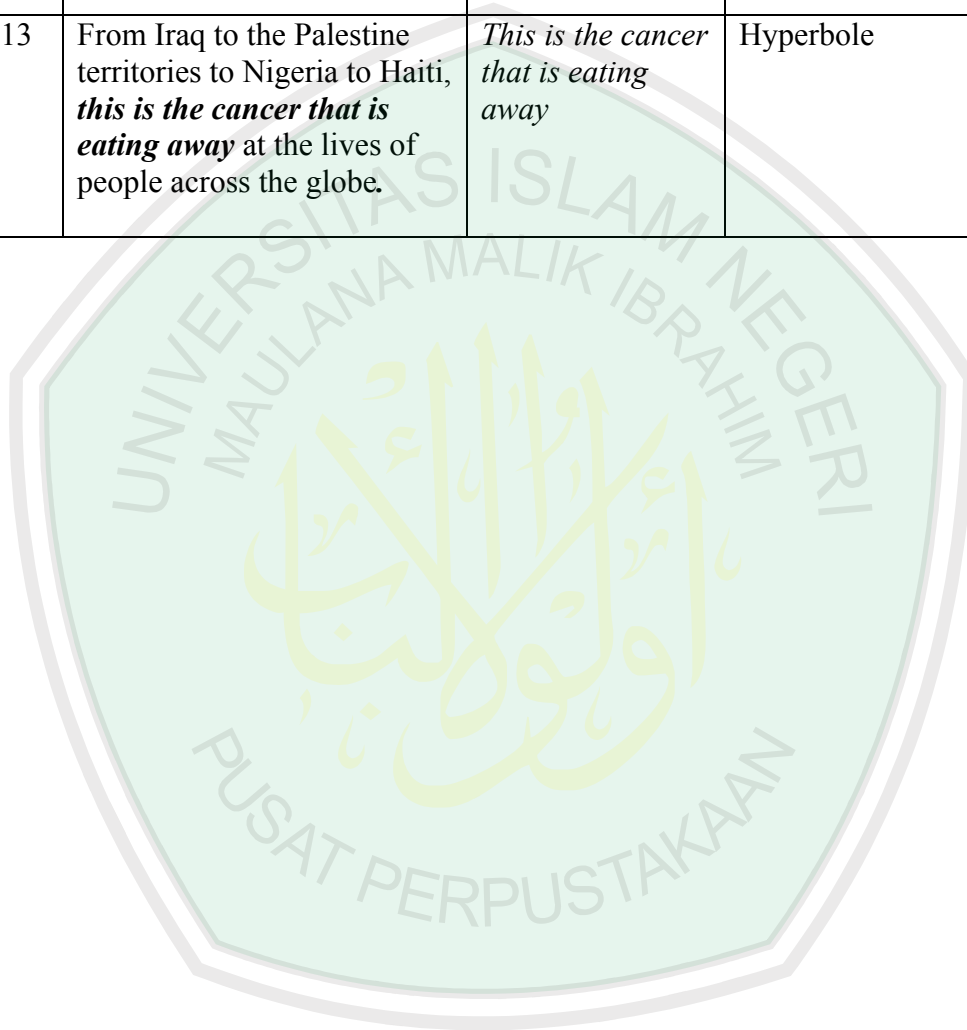 13
From Iraq to the Palestine
territories to Nigeria to Haiti,
this is the cancer that is
eating away at the lives of
people across the globe.
This is the cancer
that is eating
away
Hyperbole
UNIVERSITAS ISLAM NEGERI
MAULANA MALIK IBRAHIM
أولوا الألباب
PUSAT PERPUSTAKAAN